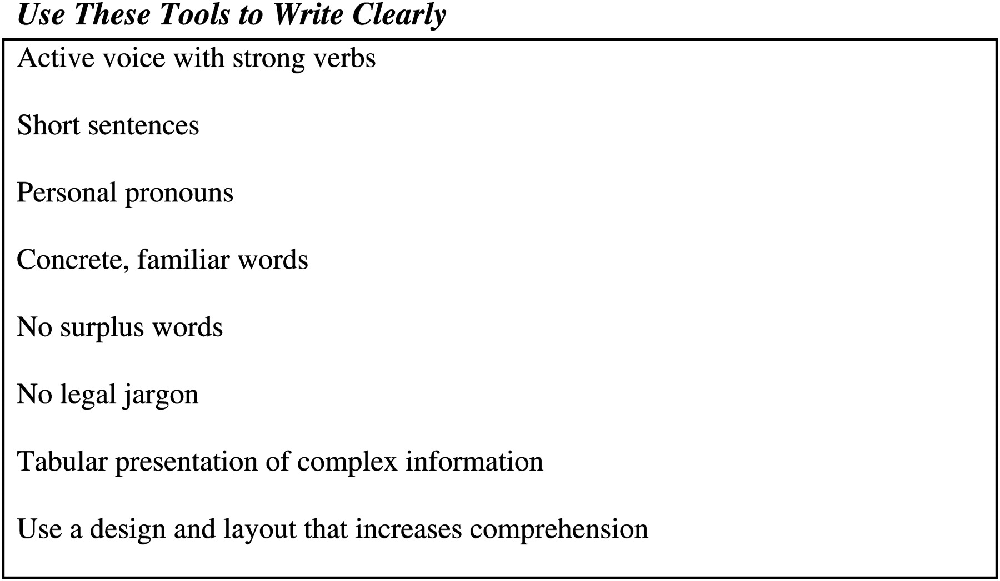 Use These Tools to Write Clearly
Active voice with strong verbs
Short sentences
Personal pronouns
Concrete, familiar words
No surplus words
No legal jargon
Tabular presentation of complex information
Use a design and layout that increases comprehension